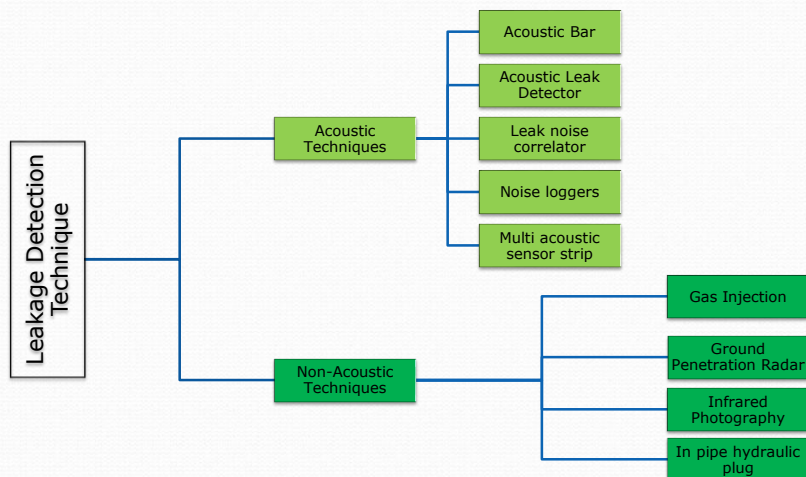 Leakage Detection
Technique
Acoustic
Techniques
Acoustic Bar
Acoustic Leak
Detector
Leak noise
correlator
Noise loggers
Multi acoustic
sensor strip
Non-Acoustic
Techniques
Gas Injection
Ground
Penetration Radar
Infrared
Photography
In pipe hydraulic
plug